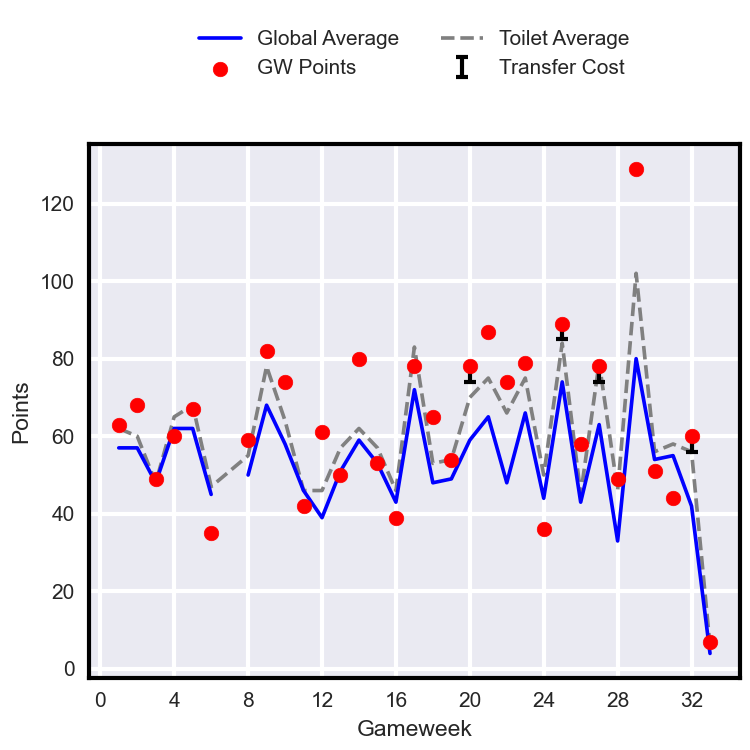 Global Average
Toilet Average
GW Points
Transfer Cost
120
100
80
60
40
20
0
Points
0 4 8 12 16 20 24 28 32
Gameweek